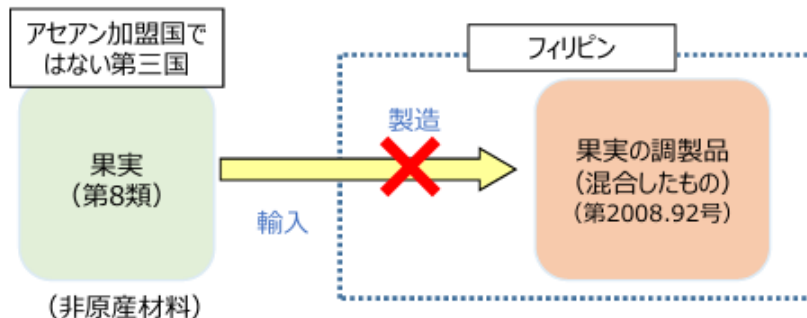 アセアン加盟国で
はない第三国
フィリピン
製造
果実
(第8類)
果実の調製品
(混合したもの)
(第2008.92号)
輸入
(非原産材料)